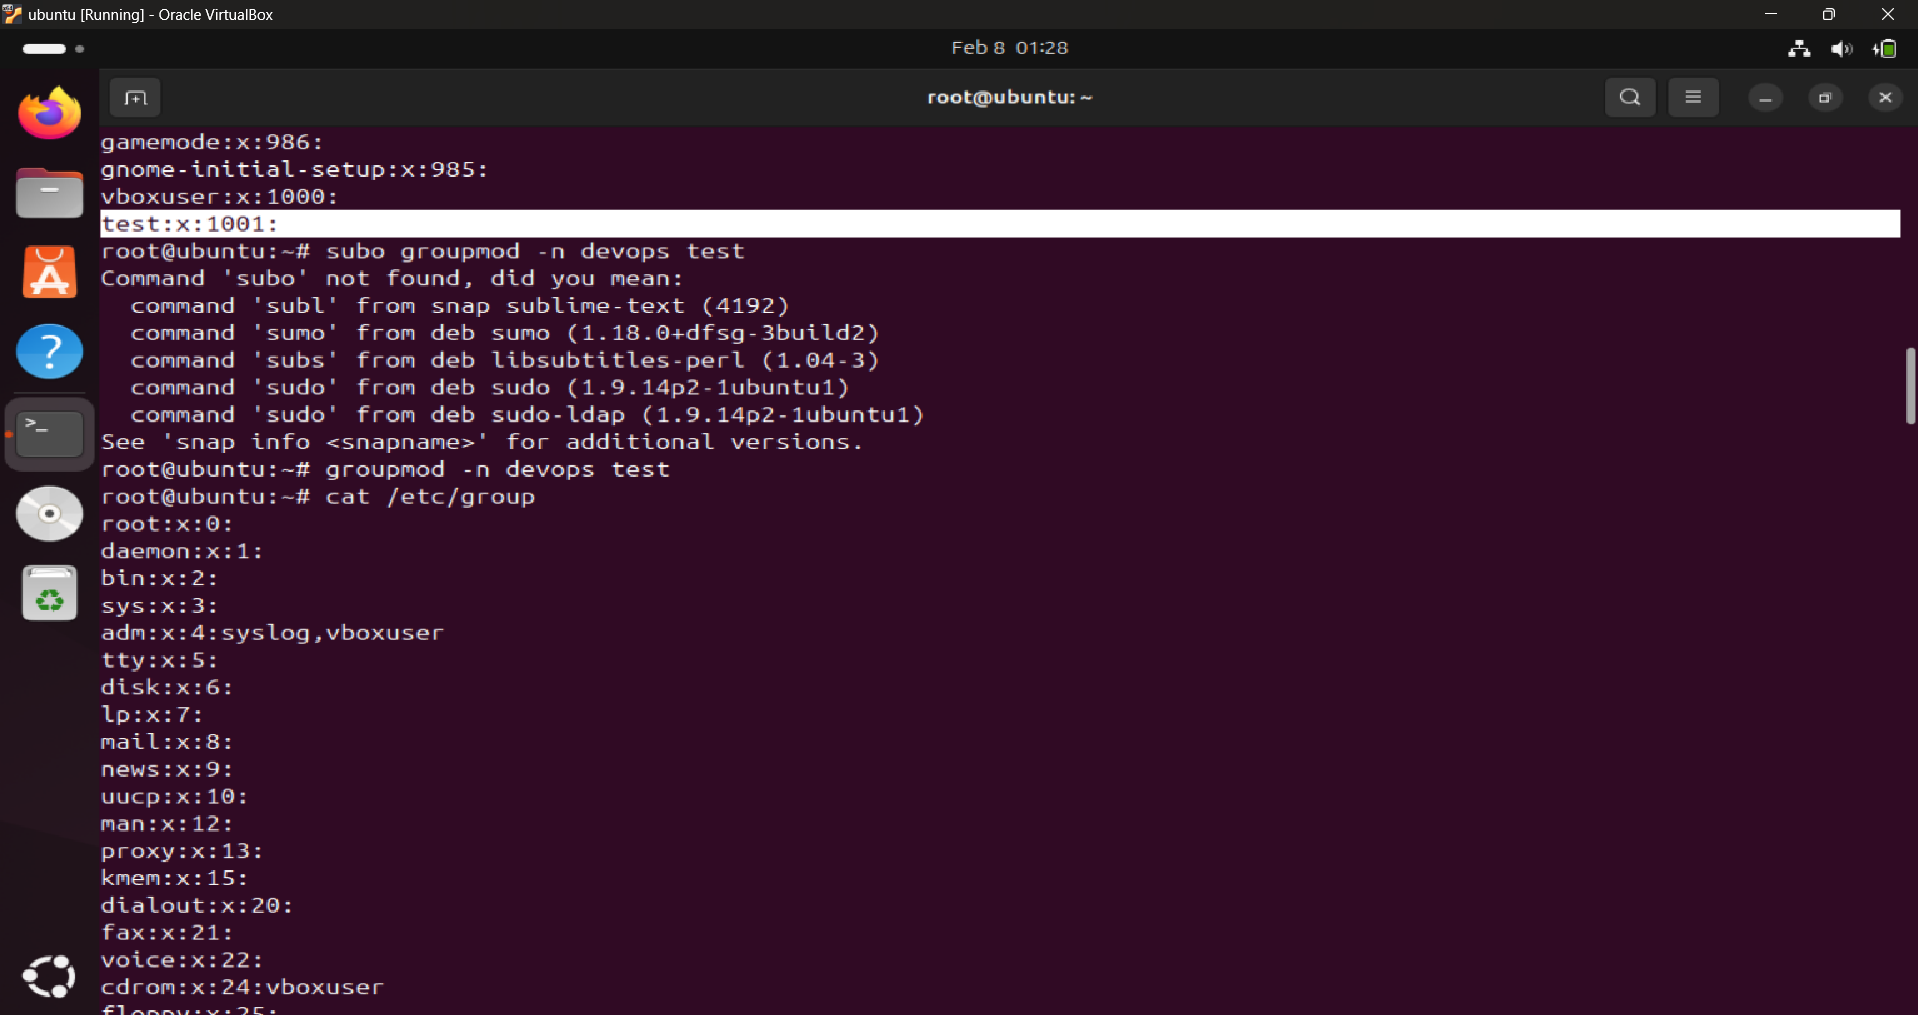 ubuntu [Running] - Oracle VirtualBox
Feb 8 01:28
root@ubuntu: ~
gamemode:x:986:
gnome-initial-setup:x:985:
vboxuser:x:1000:
test:x:1001:
root@ubuntu:~# subo groupmod -n devops test
Command 'subo' not found, did you mean:
  command 'subl' from snap sublime-text (4192)
  command 'sumo' from deb sumo (1.18.0+dfsg-3build2)
  command 'subs' from deb libsubtitles-perl (1.04-3)
  command 'sudo' from deb sudo (1.9.14p2-1ubuntu1)
  command 'sudo' from deb sudo-ldap (1.9.14p2-1ubuntu1)
See 'snap info <snapname>' for additional versions.
root@ubuntu:~# groupmod -n devops test
root@ubuntu:~# cat /etc/group
root:x:0:
daemon:x:1:
bin:x:2:
sys:x:3:
adm:x:4:syslog,vboxuser
tty:x:5:
disk:x:6:
lp:x:7:
mail:x:8:
news:x:9:
uucp:x:10:
man:x:12:
proxy:x:13:
kmem:x:15:
dialout:x:20:
fax:x:21:
voice:x:22:
cdrom:x:24:vboxuser
floppy:x:25: